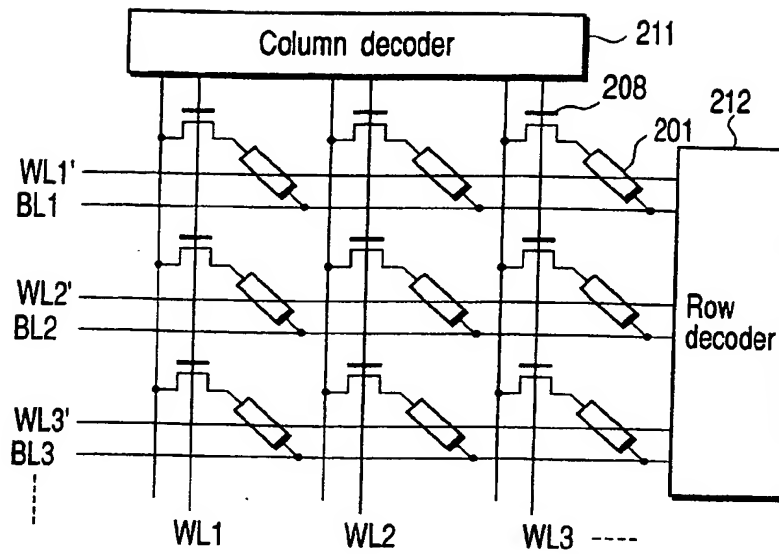 Column decoder
211
208
212
201
WL1'
BL1
WL2'
BL2
Row
decoder
WL3'
BL3
WL1 WL2 WL3